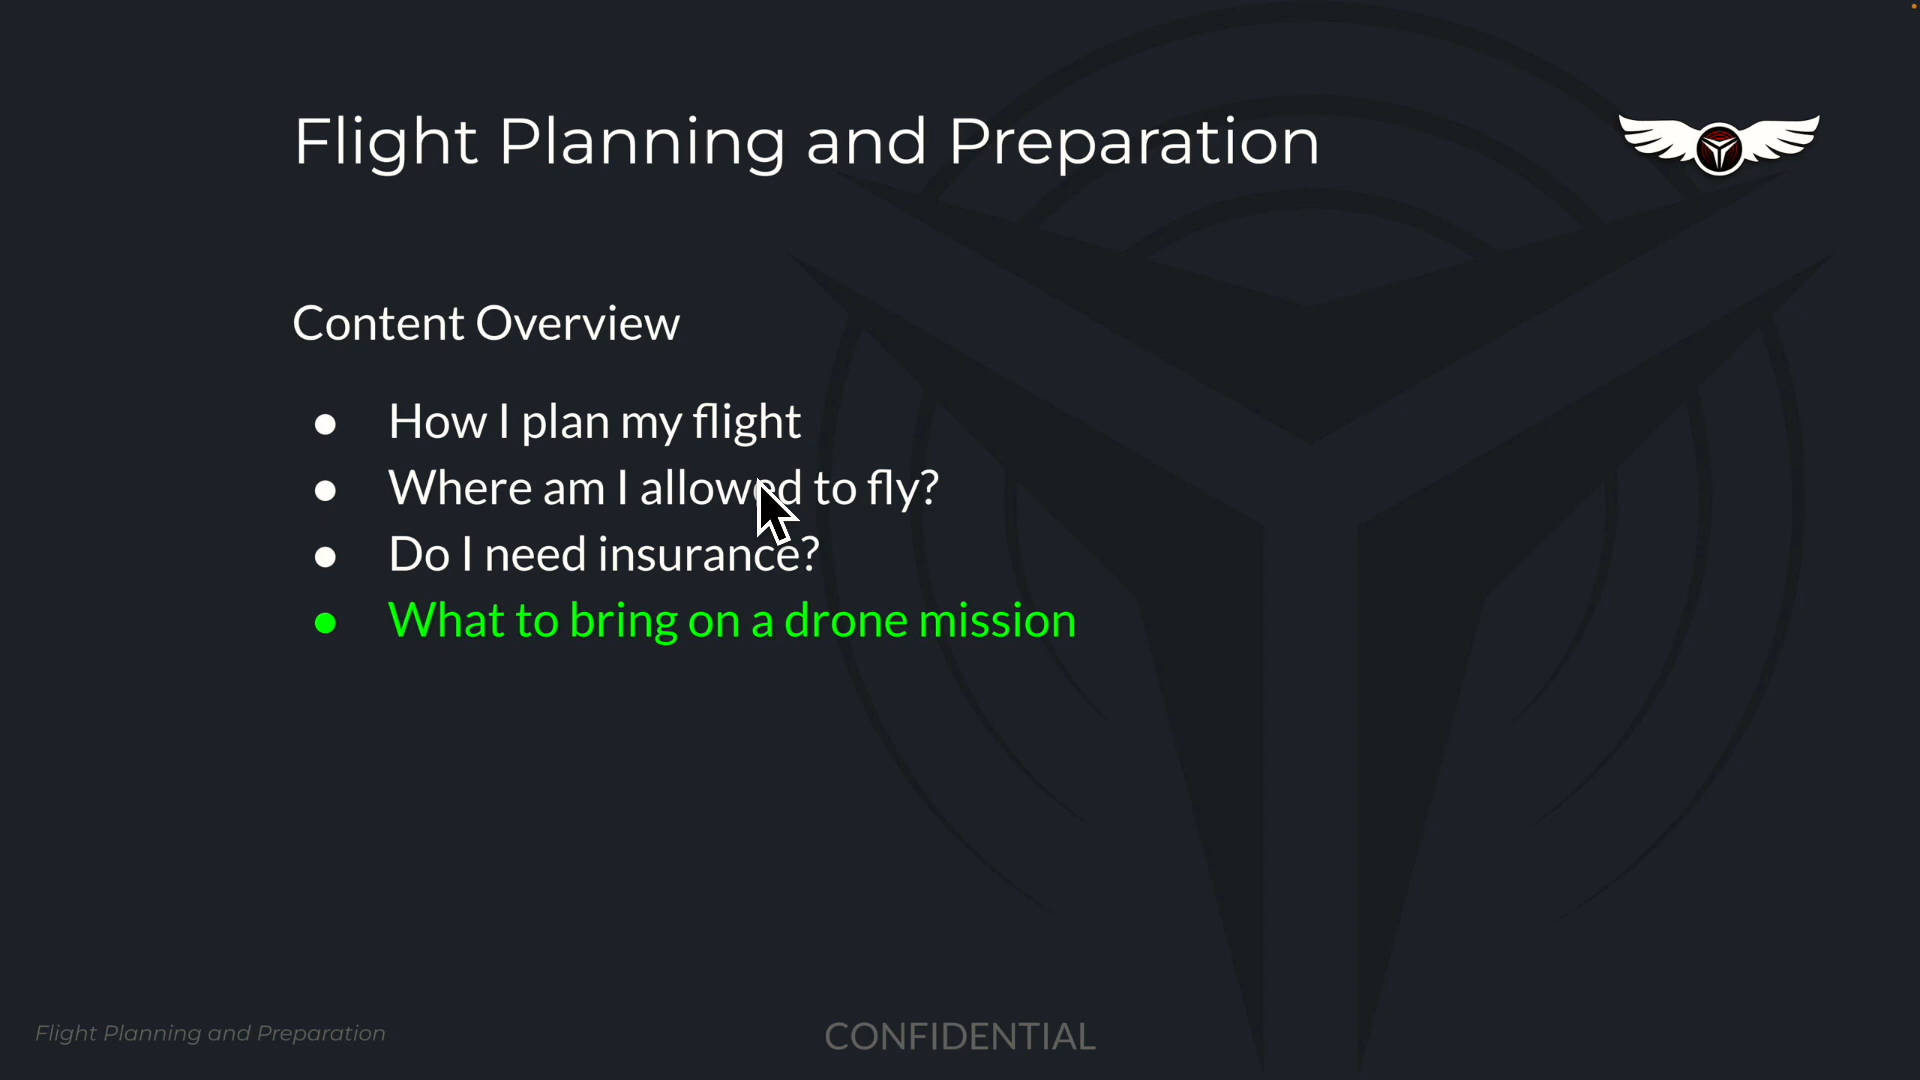 Flight Planning and Preparation
Content Overview
● How I plan my flight
● Where am I allowed to fly?
● Do I need insurance?
● What to bring on a drone mission
Flight Planning and Preparation
CONFIDENTIAL